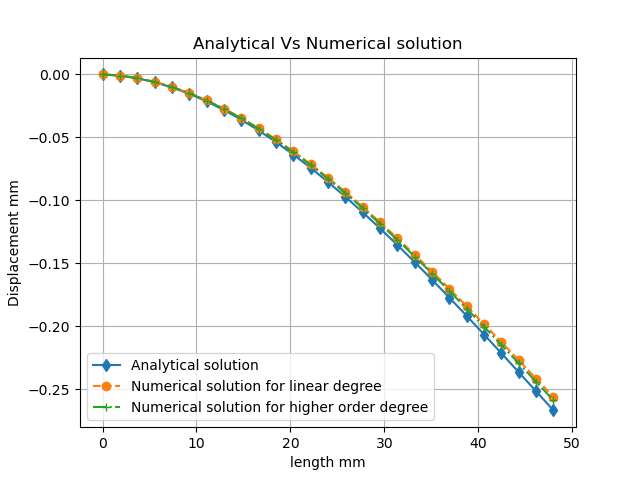 Analytical Vs Numerical solution
0.00
−0.05
−0.10
−0.15
−0.20
−0.25
Displacement mm
Analytical solution
Numerical solution for linear degree
Numerical solution for higher order degree
0 10 20 30 40 50
length mm